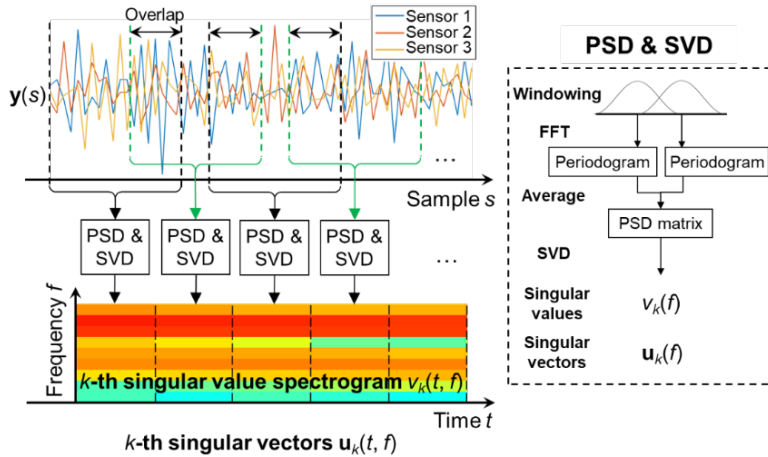 Overlap
Sensor 1
Sensor 2
Sensor 3
y(s)
...
Sample s
PSD &
SVD
PSD &
SVD
PSD &
SVD
PSD &
SVD
...
Frequency f
k-th singular value spectrogram vₖ(t, f)
Time t
k-th singular vectors uₖ(t, f)
PSD & SVD
Windowing
FFT
Periodogram
Periodogram
Average
PSD matrix
SVD
Singular
values
vₖ(f)
Singular
vectors
uₖ(f)